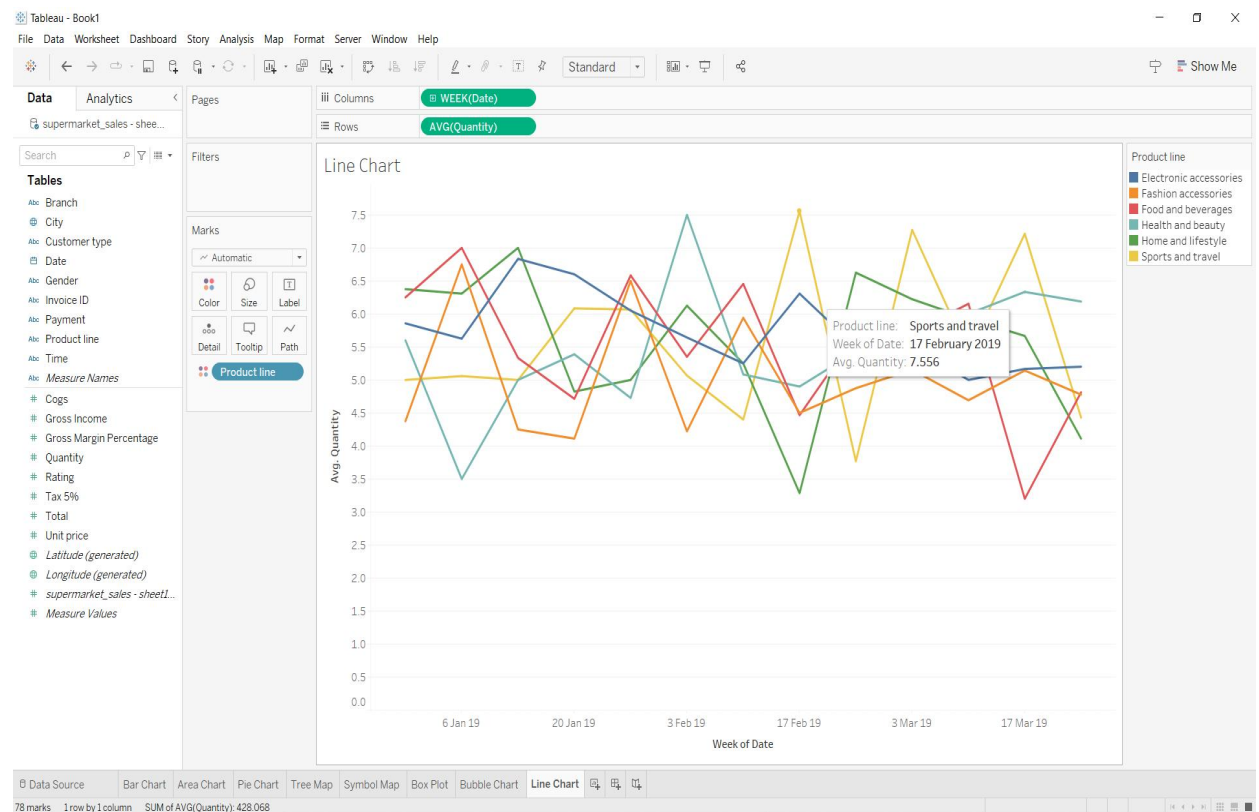 Tableau - Book1
File Data Worksheet Dashboard Story Analysis Map Format Server Window Help
Standard
Show Me
Data Analytics
supermarket_sales - shee...
Search
Tables
Abc Branch
City
Abc Customer type
Date
Abc Gender
Abc Invoice ID
Abc Payment
Abc Product line
Abc Time
Abc Measure Names
# Cogs
# Gross Income
# Gross Margin Percentage
# Quantity
# Rating
# Tax 5%
# Total
# Unit price
Latitude (generated)
Longitude (generated)
# supermarket_sales - sheet1...
# Measure Values
Pages
Filters
Marks
Automatic
Color Size Label
Detail Tooltip Path
Product line
Columns WEEK(Date)
Rows AVG(Quantity)
Line Chart
Avg. Quantity
7.5
7.0
6.5
6.0
5.5
5.0
4.5
4.0
3.5
3.0
2.5
2.0
1.5
1.0
0.5
0.0
Product line: Sports and travel
Week of Date: 17 February 2019
Avg. Quantity: 7.556
6 Jan 19 20 Jan 19 3 Feb 19 17 Feb 19 3 Mar 19 17 Mar 19
Week of Date
Product line
Electronic accessories
Fashion accessories
Food and beverages
Health and beauty
Home and lifestyle
Sports and travel
Data Source Bar Chart Area Chart Pie Chart Tree Map Symbol Map Box Plot Bubble Chart Line Chart
78 marks 1 row by 1 column SUM of AVG(Quantity): 428.068